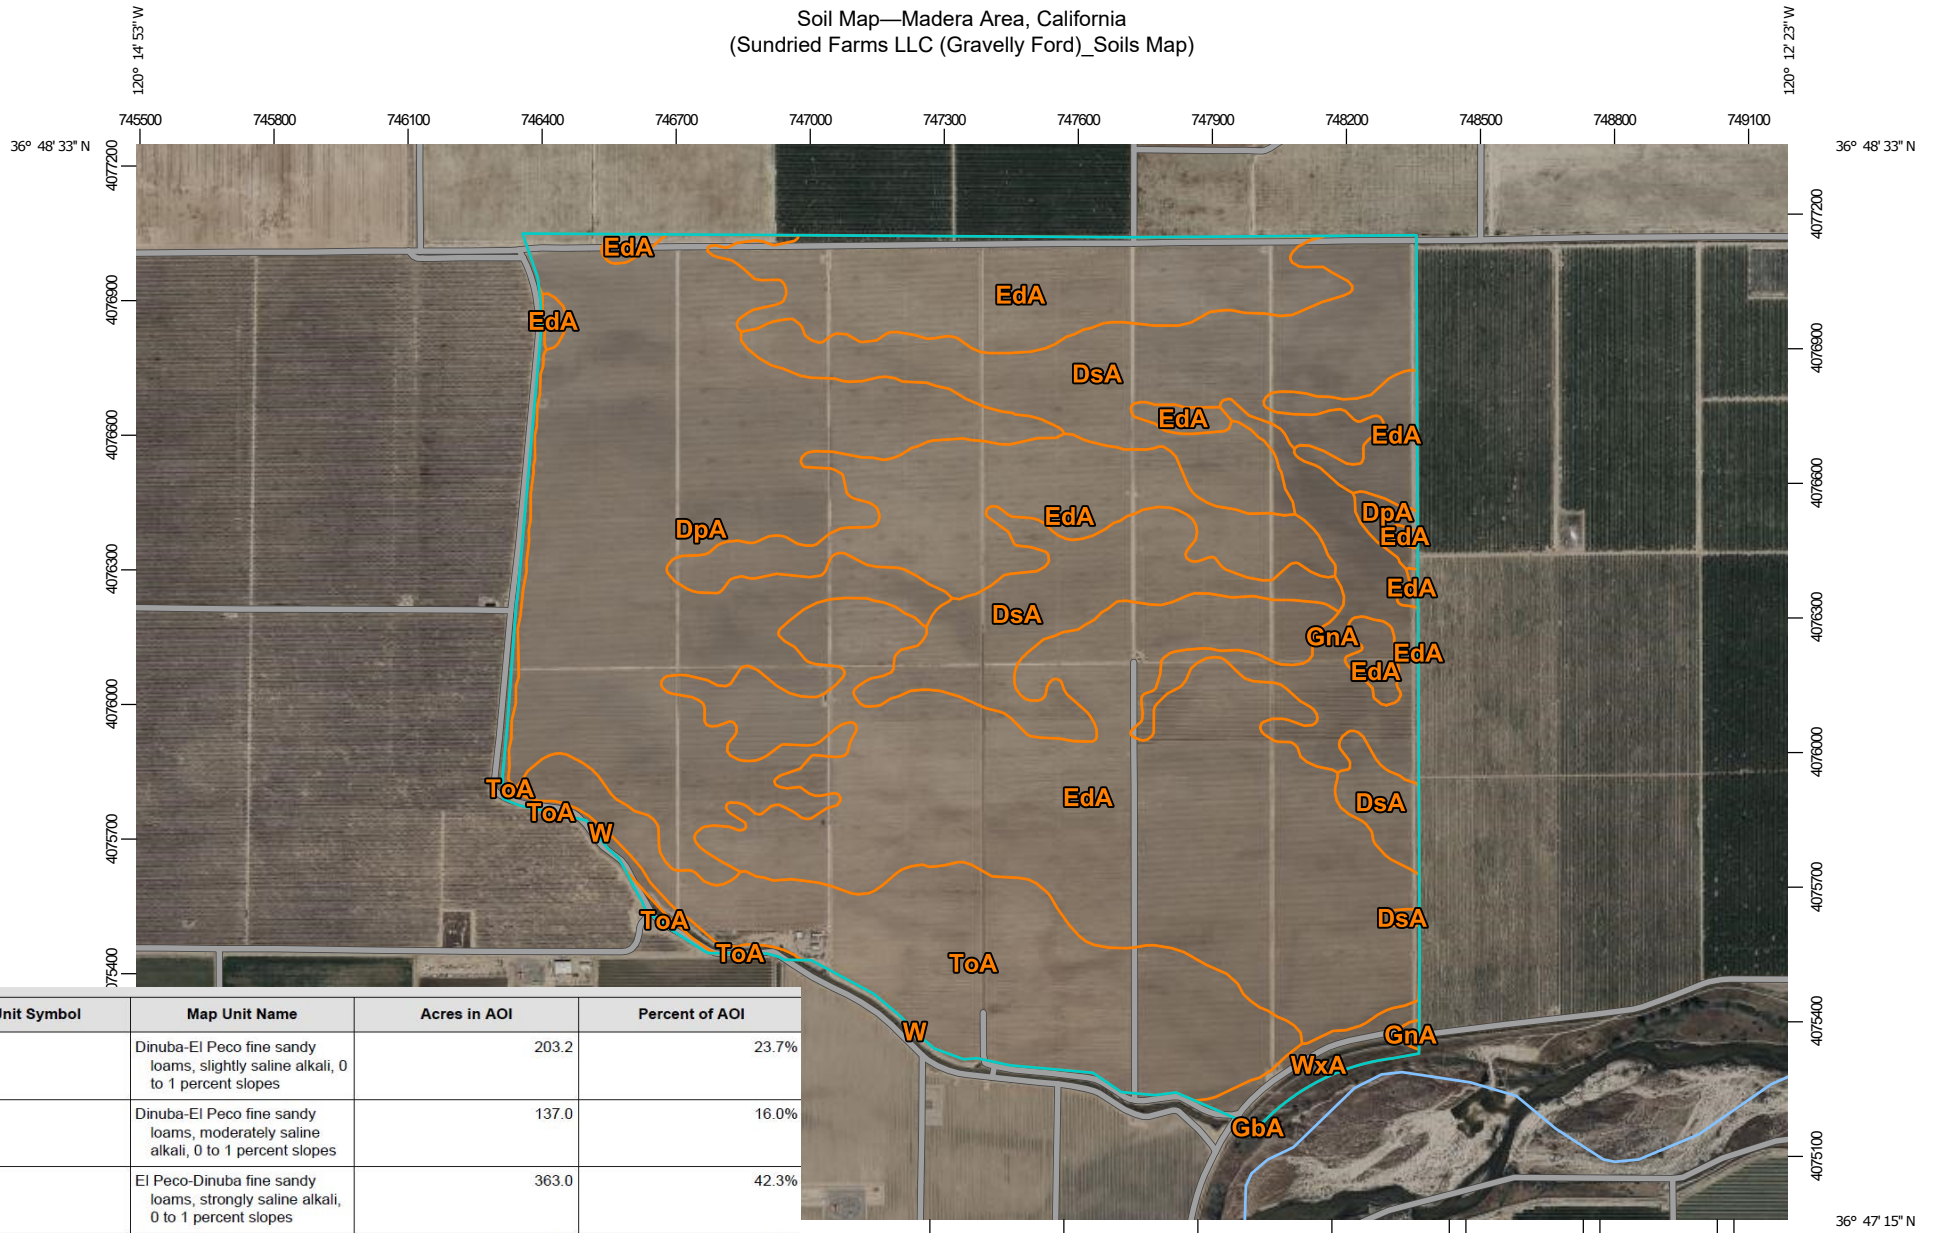 Soil Map—Madera Area, California
(Sundried Farms LLC (Gravelly Ford)_Soils Map)
120° 14' 53" W
120° 12' 23" W
745500 745800 746100 746400 746700 747000 747300 747600 747900 748200 748500 748800 749100
36° 48' 33" N
36° 48' 33" N
4077200
4076900
4076600
4076300
4076000
4075700
4075400
4077200
4076900
4076600
4076300
4076000
4075700
4075400
4075100
EdA
EdA
EdA
DsA
EdA
EdA
DpA
EdA
DpA
EdA
EdA
DsA
GnA
EdA
EdA
ToA
EdA
DsA
ToA
W
DsA
ToA
ToA
ToA
W
GnA
WxA
GbA
Unit Symbol Map Unit Name Acres in AOI Percent of AOI
Dinuba-El Peco fine sandy 203.2 23.7%
loams, slightly saline alkali, 0
to 1 percent slopes
Dinuba-El Peco fine sandy 137.0 16.0%
loams, moderately saline
alkali, 0 to 1 percent slopes
El Peco-Dinuba fine sandy 363.0 42.3%
loams, strongly saline alkali,
0 to 1 percent slopes
36° 47' 15" N